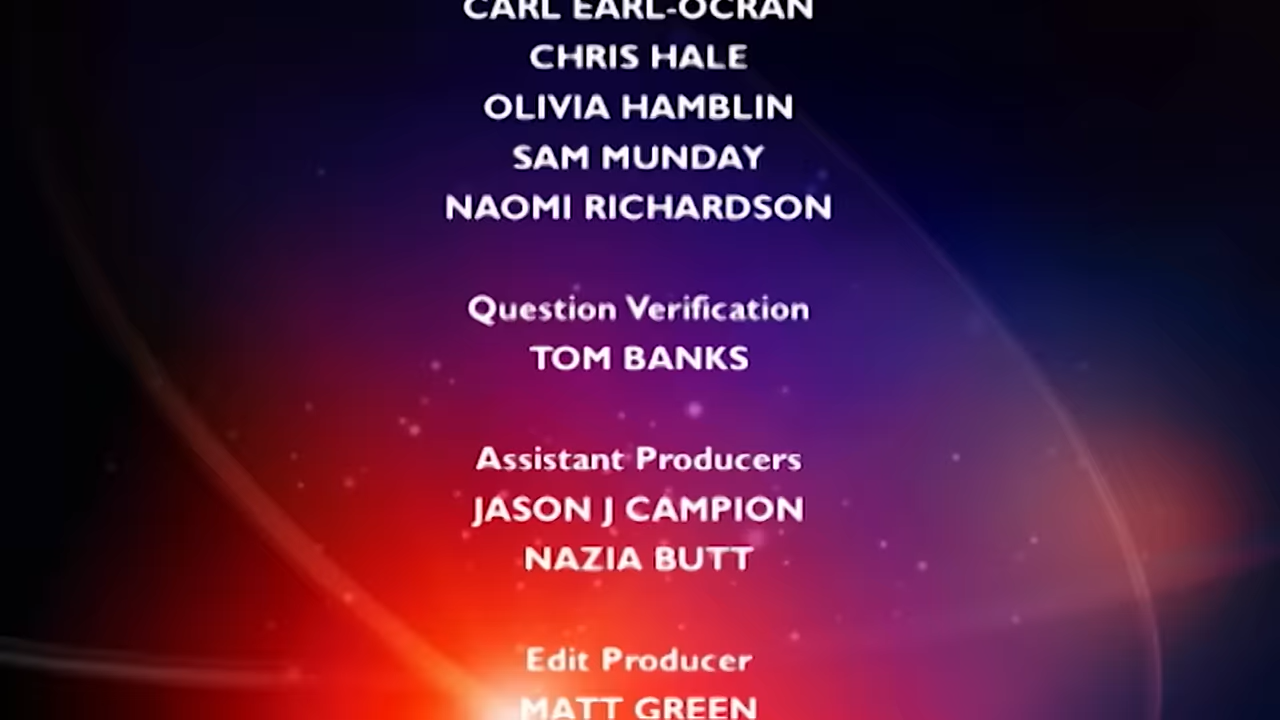 CARL EARL-OCRAN
CHRIS HALE
OLIVIA HAMBLIN
SAM MUNDAY
NAOMI RICHARDSON
Question Verification
TOM BANKS
Assistant Producers
JASON J CAMPION
NAZIA BUTT
Edit Producer
MATT GREEN